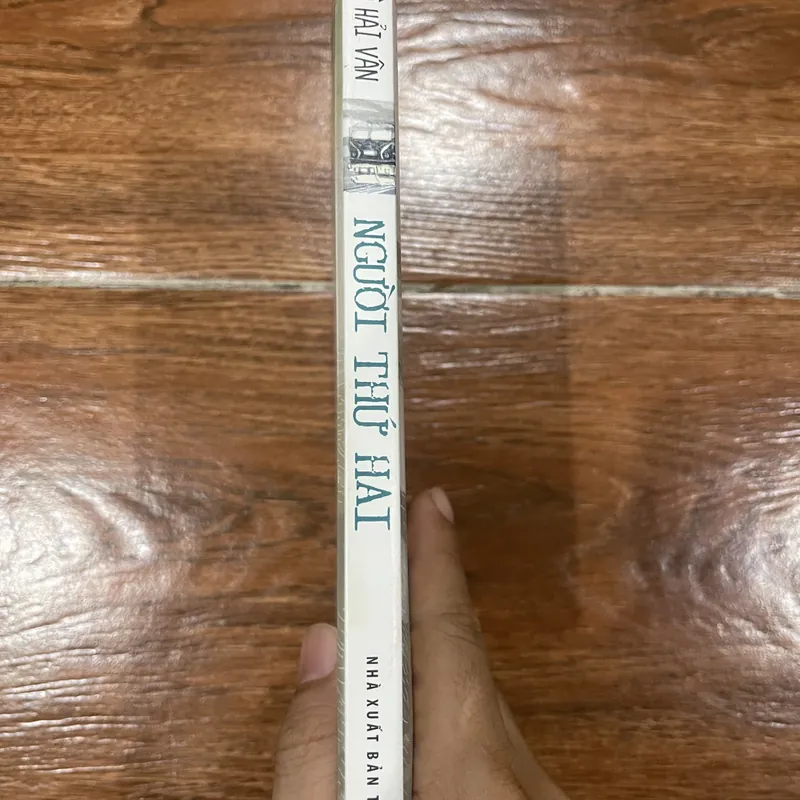 HẢI VÂN
NGƯỜI THỨ HAI
NHÀ XUẤT BẢN